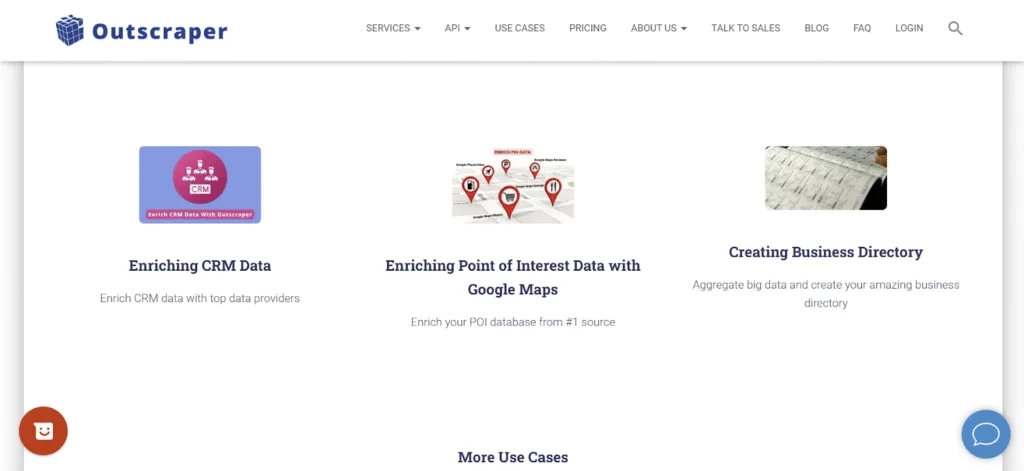 Outscraper
SERVICES
API
USE CASES
PRICING
ABOUT US
TALK TO SALES
BLOG
FAQ
LOGIN
CRM
Enrich CRM Data With Outscraper
ENRICH POI DATA
Google Places Data
Google Maps Reviews
Google Maps Ratings
Google Maps Photos
Enriching CRM Data
Enrich CRM data with top data providers
Enriching Point of Interest Data with
Google Maps
Enrich your POI database from #1 source
Creating Business Directory
Aggregate big data and create your amazing business
directory
More Use Cases